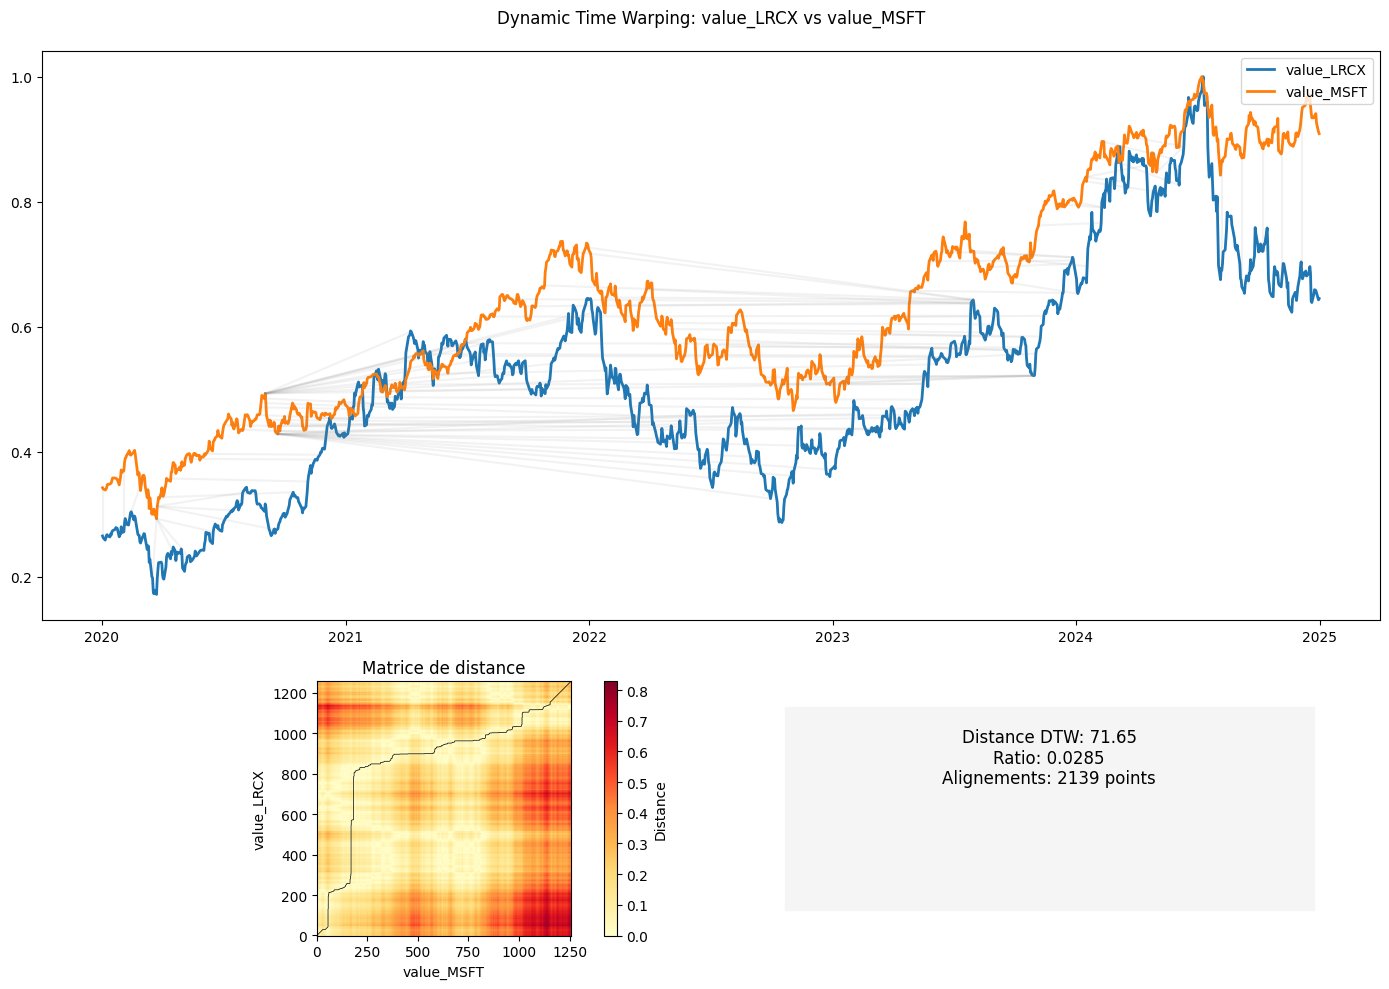 Dynamic Time Warping: value_LRCX vs value_MSFT
value_LRCX
value_MSFT
1.0
0.8
0.6
0.4
0.2
2020 2021 2022 2023 2024 2025
Matrice de distance
value_LRCX
1200
1000
800
600
400
200
0
0 250 500 750 1000 1250
value_MSFT
0.8
0.7
0.6
0.5
0.4
0.3
0.2
0.1
0.0
Distance
Distance DTW: 71.65
Ratio: 0.0285
Alignements: 2139 points